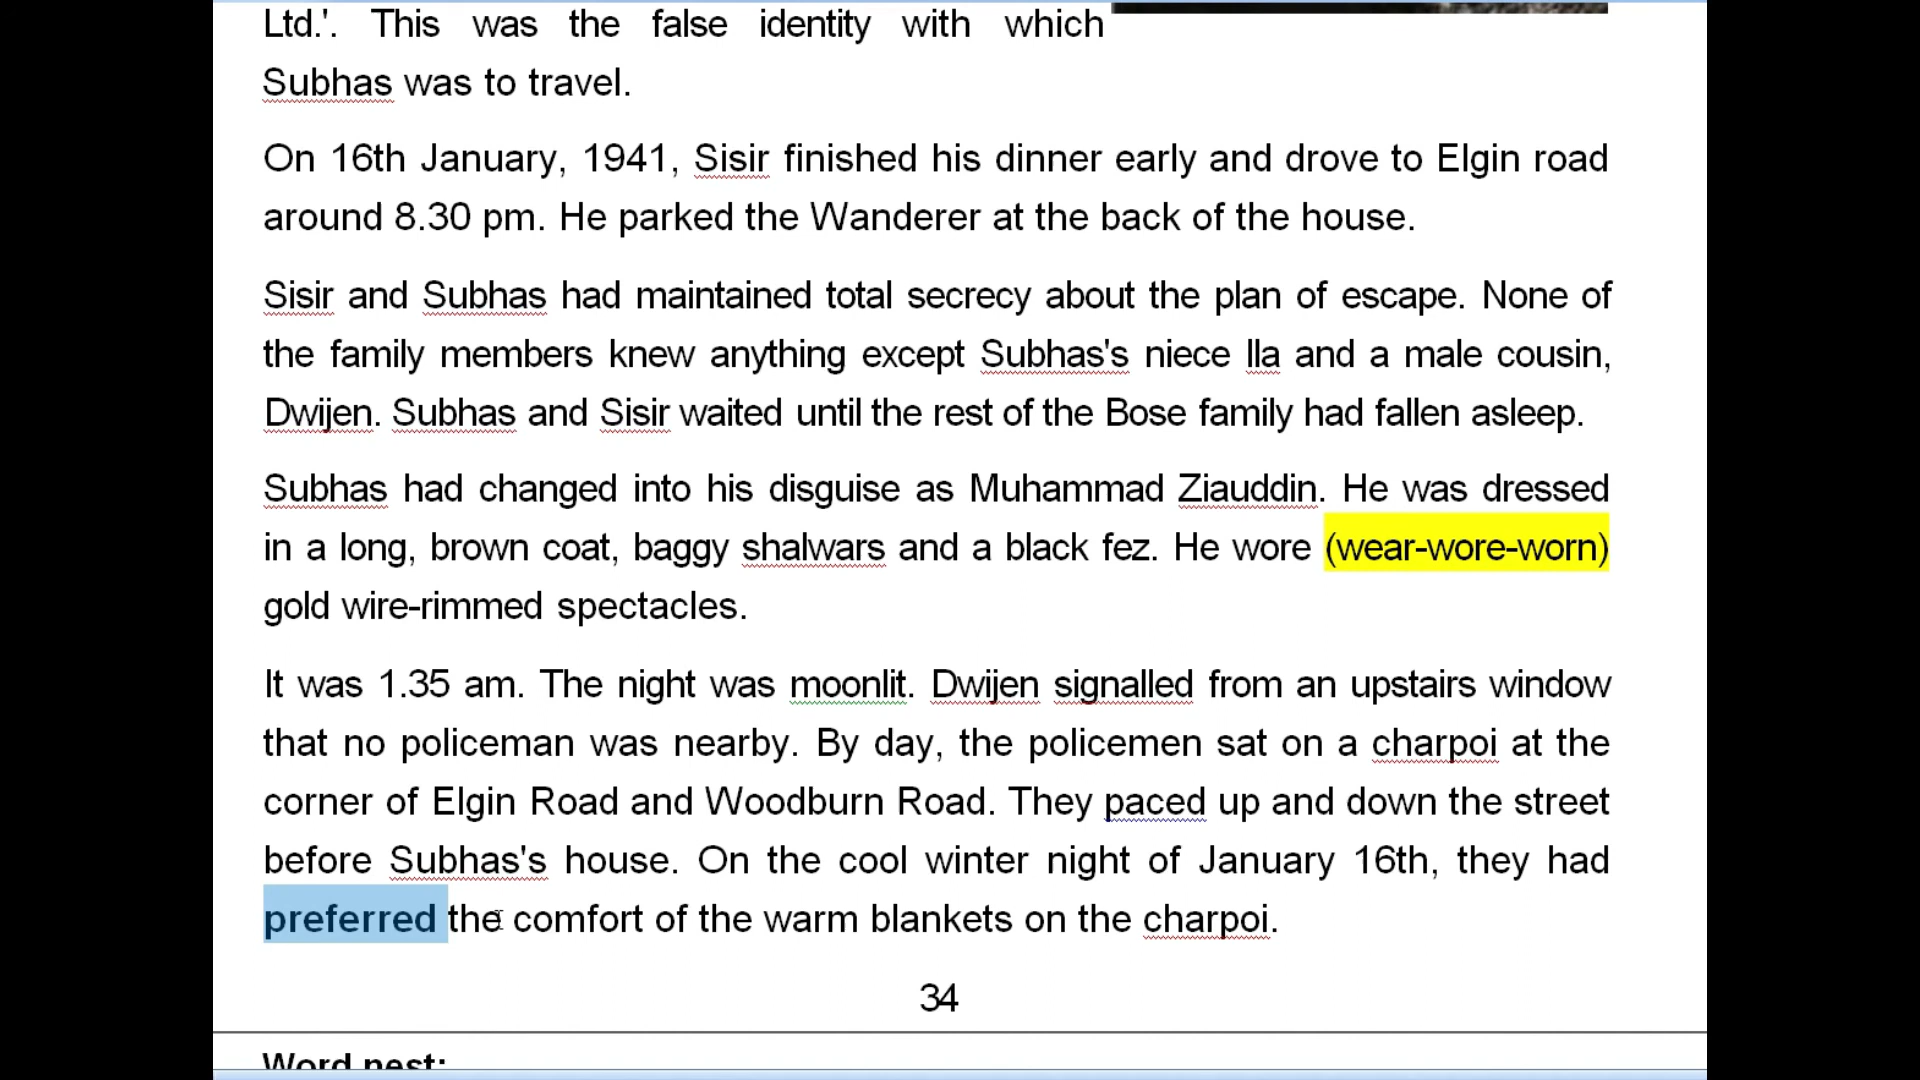 Ltd.'. This was the false identity with which
Subhas was to travel.
On 16th January, 1941, Sisir finished his dinner early and drove to Elgin road
around 8.30 pm. He parked the Wanderer at the back of the house.
Sisir and Subhas had maintained total secrecy about the plan of escape. None of
the family members knew anything except Subhas's niece Ila and a male cousin,
Dwijen. Subhas and Sisir waited until the rest of the Bose family had fallen asleep.
Subhas had changed into his disguise as Muhammad Ziauddin. He was dressed
in a long, brown coat, baggy shalwars and a black fez. He wore (wear-wore-worn)
gold wire-rimmed spectacles.
It was 1.35 am. The night was moonlit. Dwijen signalled from an upstairs window
that no policeman was nearby. By day, the policemen sat on a charpoi at the
corner of Elgin Road and Woodburn Road. They paced up and down the street
before Subhas's house. On the cool winter night of January 16th, they had
preferred the comfort of the warm blankets on the charpoi.
34
Word nest: